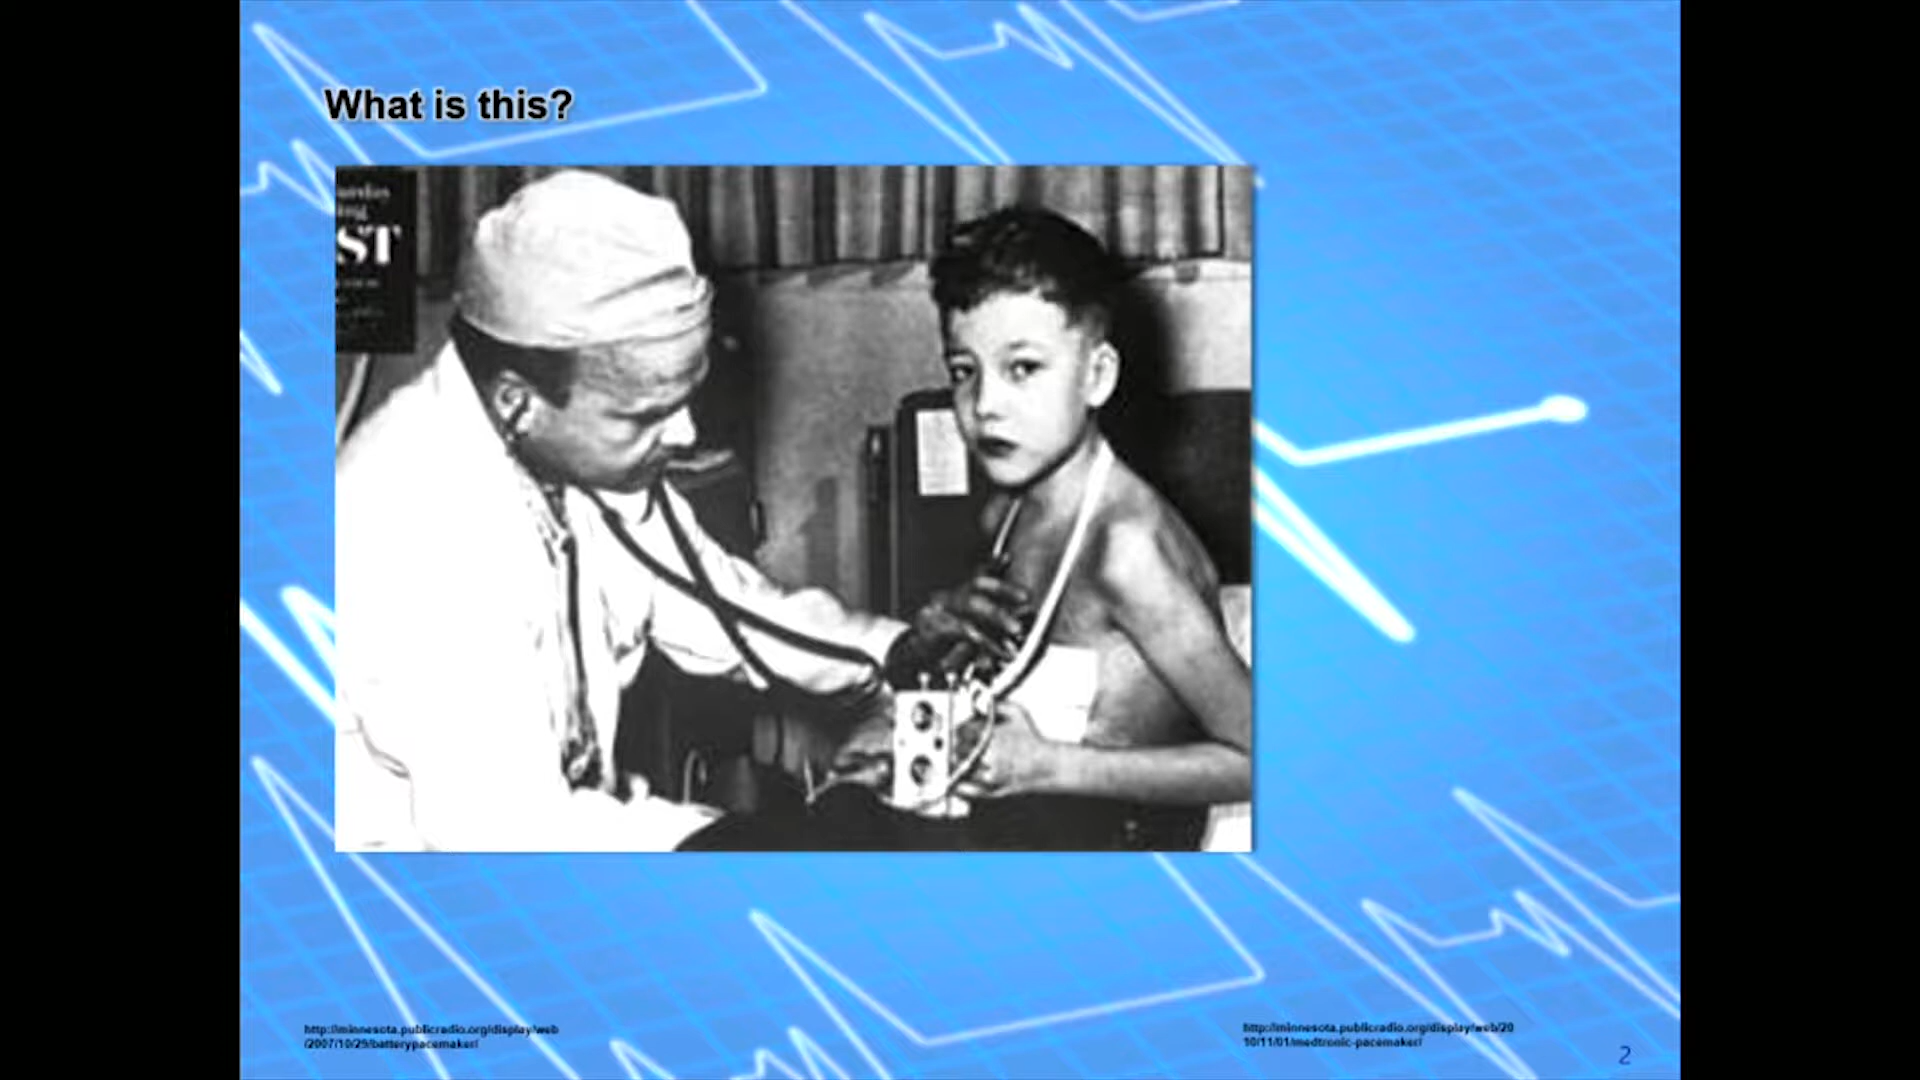 What is this?
ST
http://minnesota.publicradio.org/display/web
/2007/10/29/batterypacemaker/
http://minnesota.publicradio.org/display/web/20
10/11/01/medtronic-pacemaker/
2